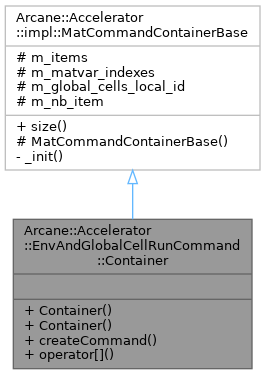 Arcane::Accelerator
::impl::MatCommandContainerBase
# m_items
# m_matvar_indexes
# m_global_cells_local_id
# m_nb_item
+ size()
# MatCommandContainerBase()
- _init()
Arcane::Accelerator
::EnvAndGlobalCellRunCommand
::Container
+ Container()
+ Container()
+ createCommand()
+ operator[]()